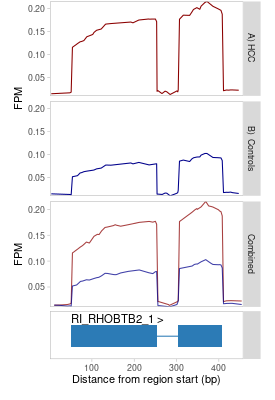 0.20
0.15
0.10
0.05
A) HCC
0.20
0.15
0.10
0.05
B) Controls
FPM
0.20
0.15
0.10
0.05
0.01
Combined
FPM
RI_RHOBTB2_1 >
100
200
300
400
Distance from region start (bp)